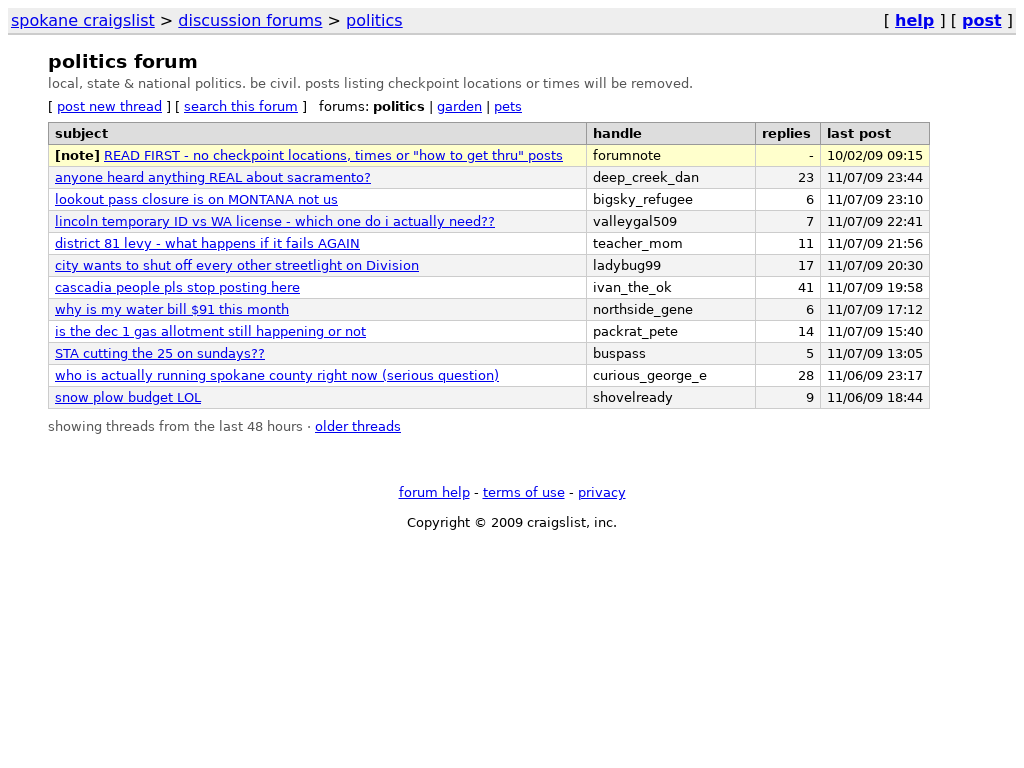 spokane craigslist > discussion forums > politics [ help ] [ post ]
politics forum
local, state & national politics. be civil. posts listing checkpoint locations or times will be removed.
[ post new thread ] [ search this forum ] forums: politics | garden | pets
subject handle replies last post
[note] READ FIRST - no checkpoint locations, times or "how to get thru" posts forumnote - 10/02/09 09:15
anyone heard anything REAL about sacramento? deep_creek_dan 23 11/07/09 23:44
lookout pass closure is on MONTANA not us bigsky_refugee 6 11/07/09 23:10
lincoln temporary ID vs WA license - which one do i actually need?? valleygal509 7 11/07/09 22:41
district 81 levy - what happens if it fails AGAIN teacher_mom 11 11/07/09 21:56
city wants to shut off every other streetlight on Division ladybug99 17 11/07/09 20:30
cascadia people pls stop posting here ivan_the_ok 41 11/07/09 19:58
why is my water bill $91 this month northside_gene 6 11/07/09 17:12
is the dec 1 gas allotment still happening or not packrat_pete 14 11/07/09 15:40
STA cutting the 25 on sundays?? buspass 5 11/07/09 13:05
who is actually running spokane county right now (serious question) curious_george_e 28 11/06/09 23:17
snow plow budget LOL shovelready 9 11/06/09 18:44
showing threads from the last 48 hours · older threads
forum help - terms of use - privacy
Copyright © 2009 craigslist, inc.